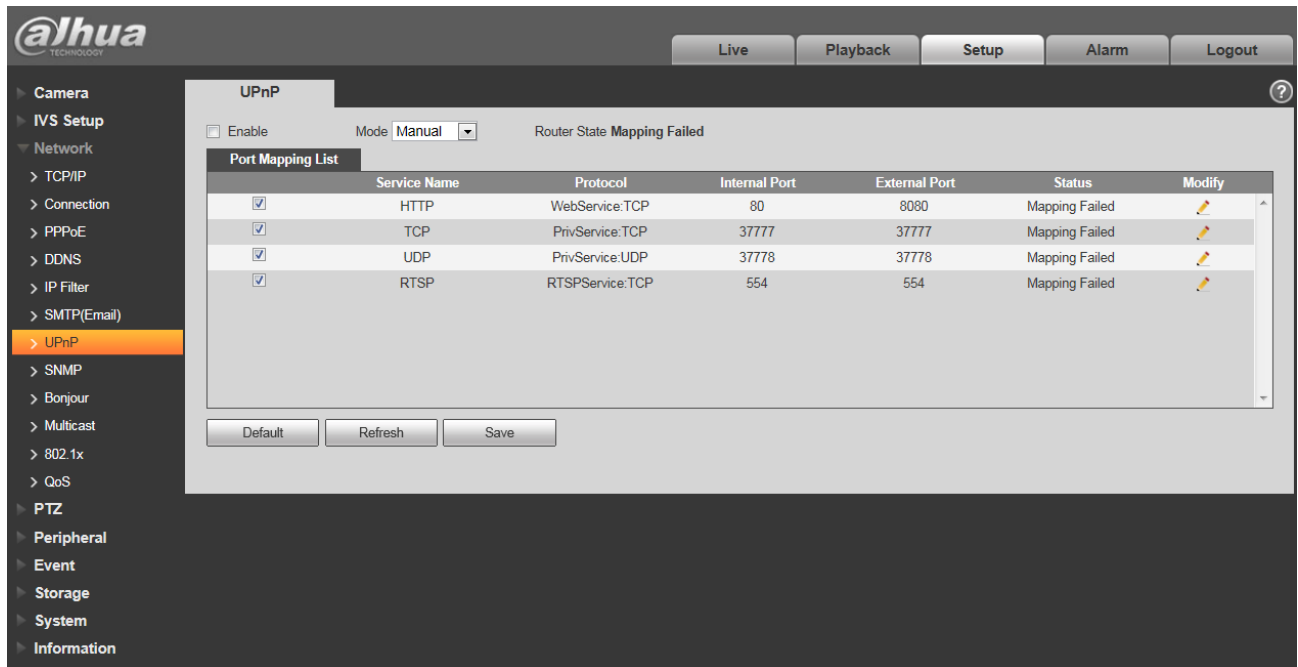 alhua
TECHNOLOGY
Live Playback Setup Alarm Logout
Camera
IVS Setup
Network
> TCP/IP
> Connection
> PPPoE
> DDNS
> IP Filter
> SMTP(Email)
> UPnP
> SNMP
> Bonjour
> Multicast
> 802.1x
> QoS
PTZ
Peripheral
Event
Storage
System
Information
UPnP ?
Enable Mode Manual Router State Mapping Failed
Port Mapping List
Service Name Protocol Internal Port External Port Status Modify
HTTP WebService:TCP 80 8080 Mapping Failed
TCP PrivService:TCP 37777 37777 Mapping Failed
UDP PrivService:UDP 37778 37778 Mapping Failed
RTSP RTSPService:TCP 554 554 Mapping Failed
Default Refresh Save